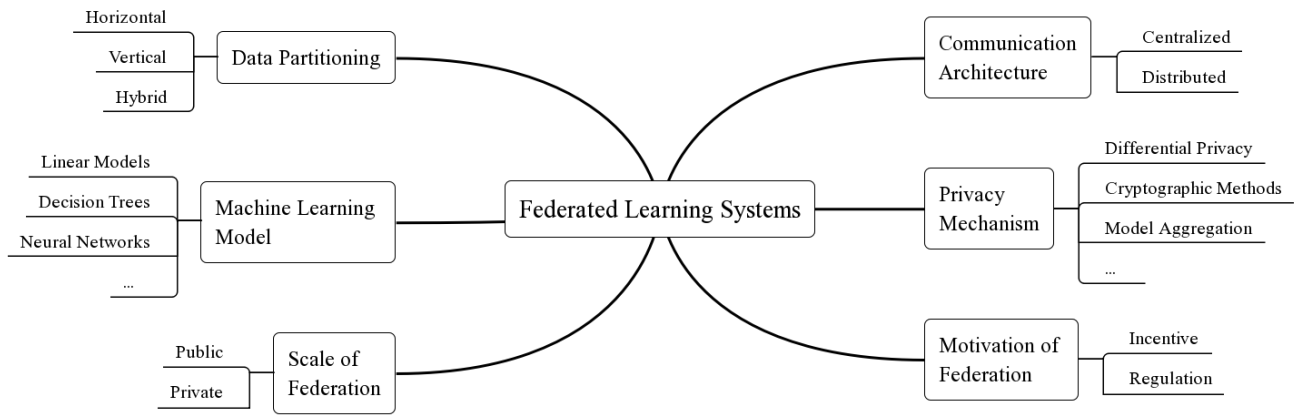 Horizontal
Vertical
Hybrid
Data Partitioning
Linear Models
Decision Trees
Neural Networks
...
Machine Learning
Model
Public
Private
Scale of
Federation
Federated Learning Systems
Communication
Architecture
Centralized
Distributed
Privacy
Mechanism
Differential Privacy
Cryptographic Methods
Model Aggregation
...
Motivation of
Federation
Incentive
Regulation